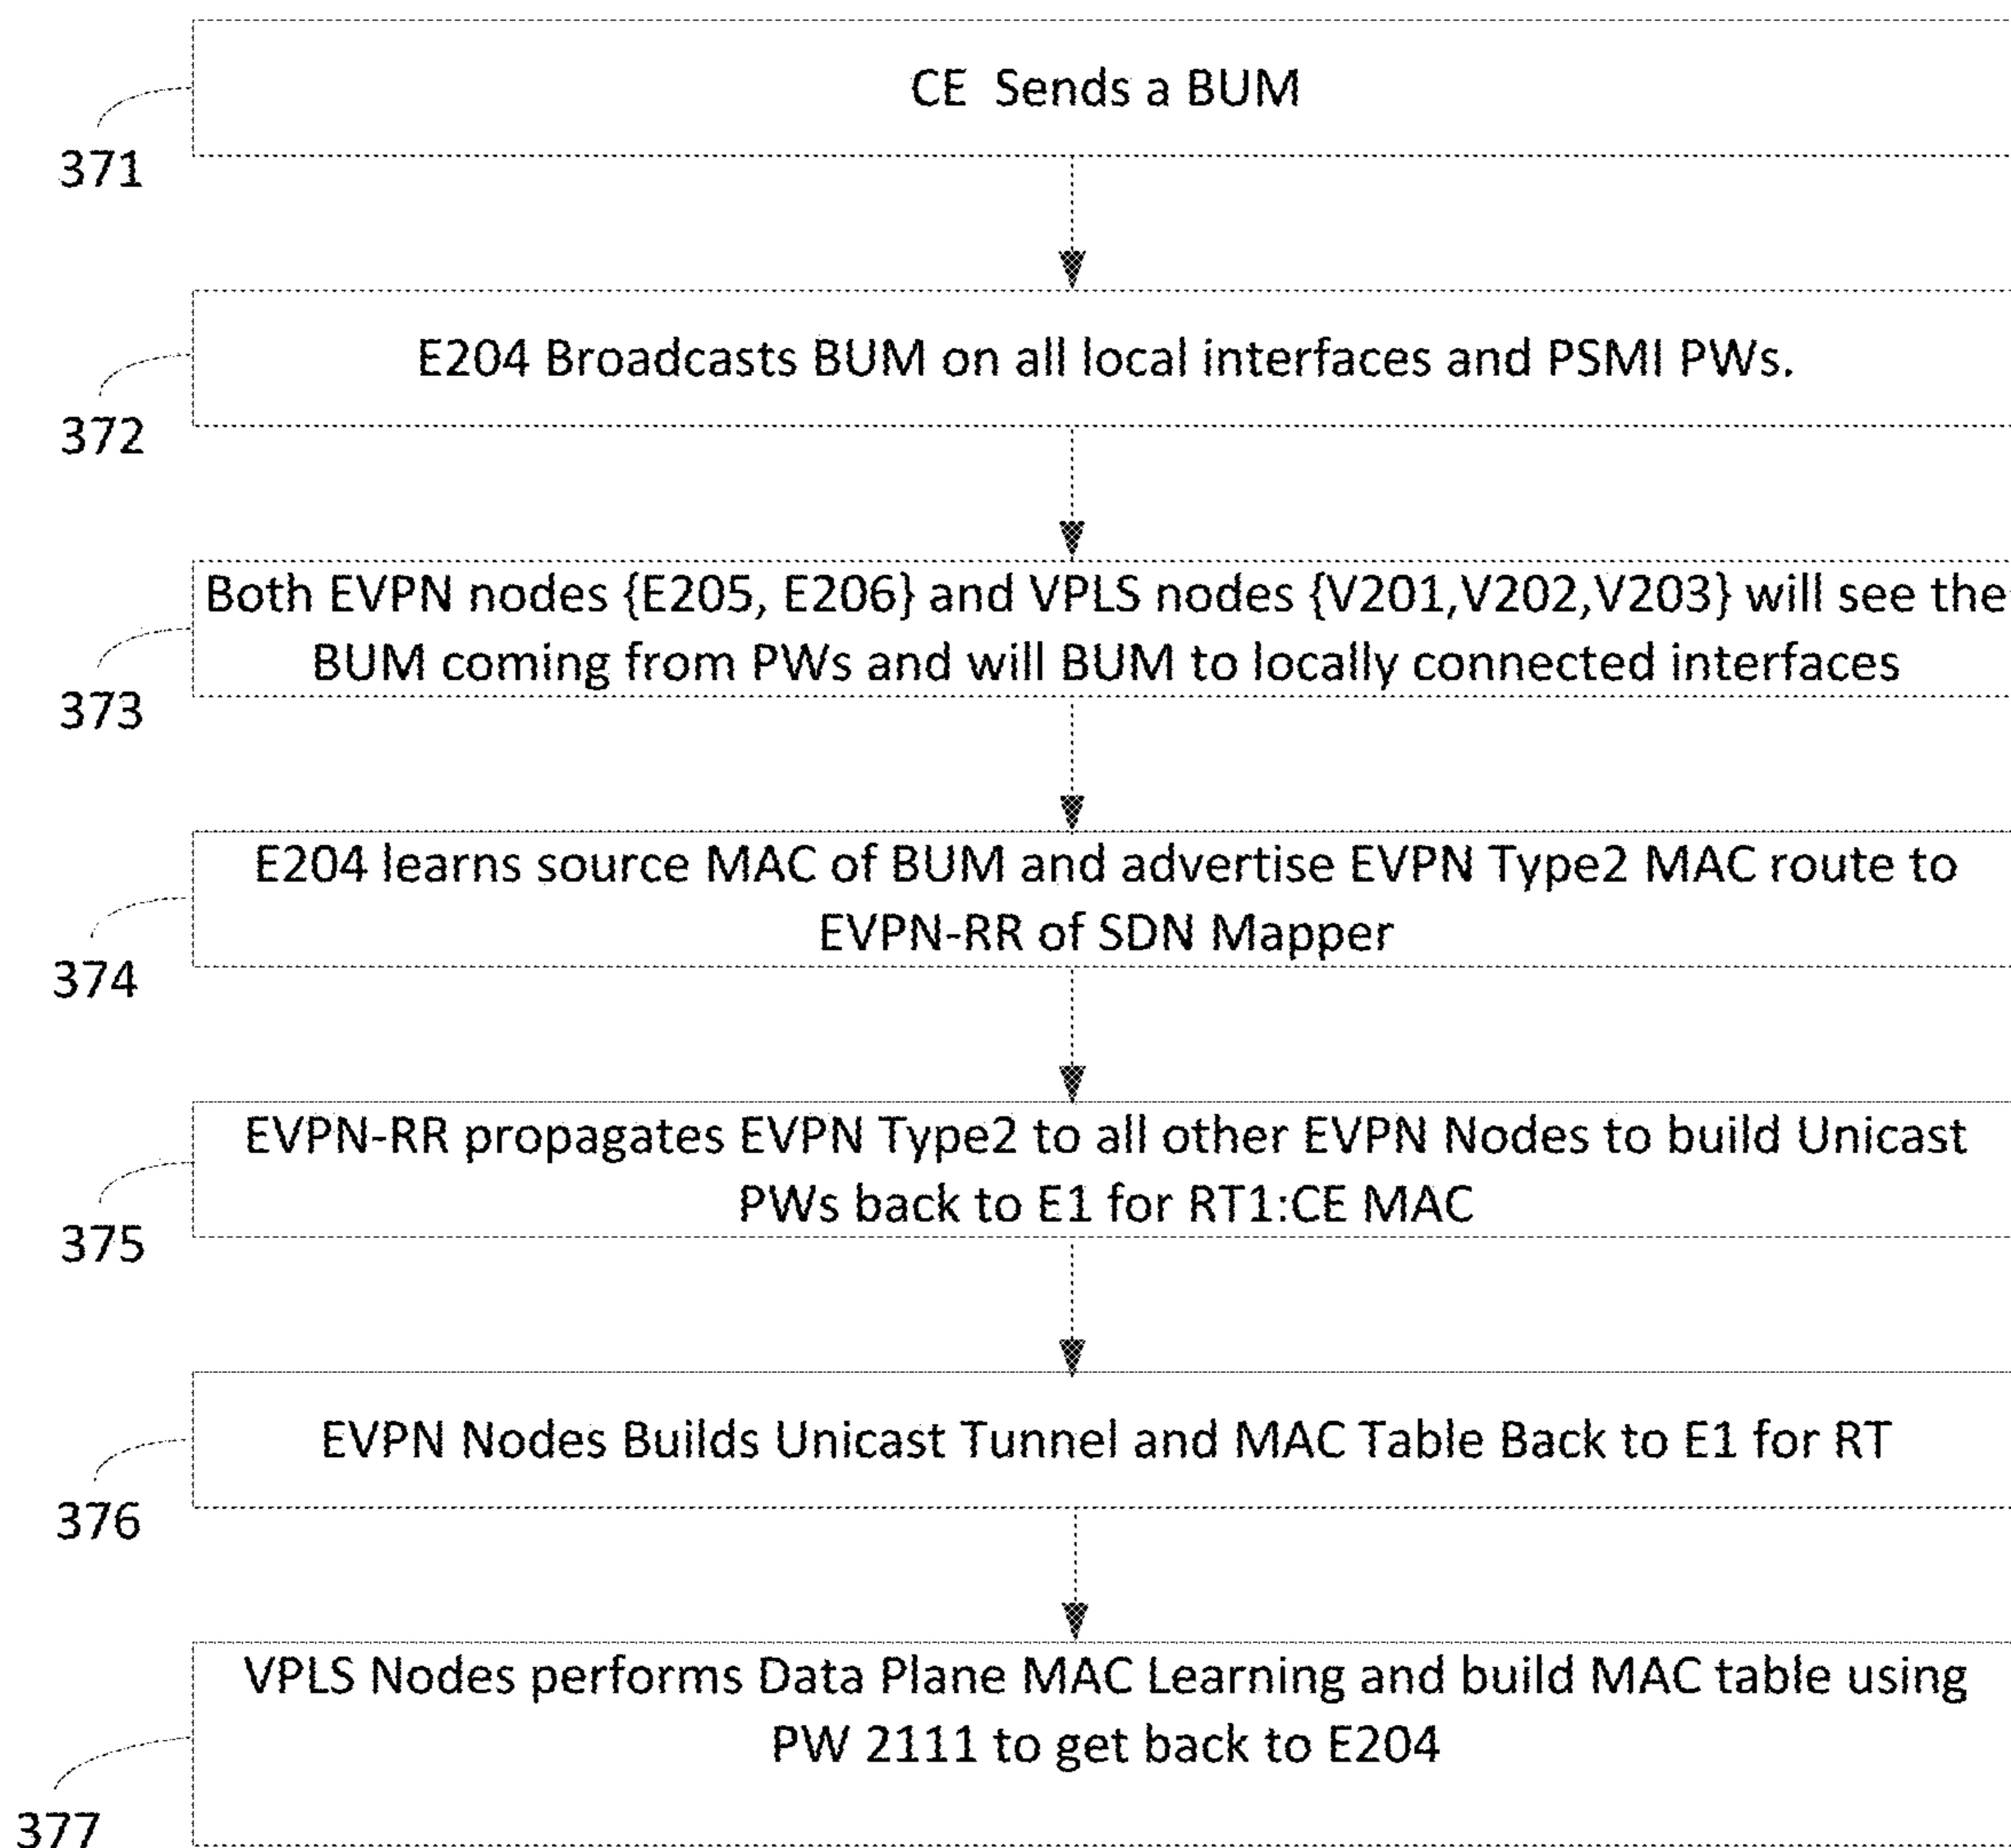 CE Sends a BUM
371
E204 Broadcasts BUM on all local interfaces and PSMI PWs.
372
Both EVPN nodes {E205, E206} and VPLS nodes {V201,V202,V203} will see the
BUM coming from PWs and will BUM to locally connected interfaces
373
E204 learns source MAC of BUM and advertise EVPN Type2 MAC route to
EVPN-RR of SDN Mapper
374
EVPN-RR propagates EVPN Type2 to all other EVPN Nodes to build Unicast
PWs back to E1 for RT1:CE MAC
375
EVPN Nodes Builds Unicast Tunnel and MAC Table Back to E1 for RT
376
VPLS Nodes performs Data Plane MAC Learning and build MAC table using
PW 2111 to get back to E204
377